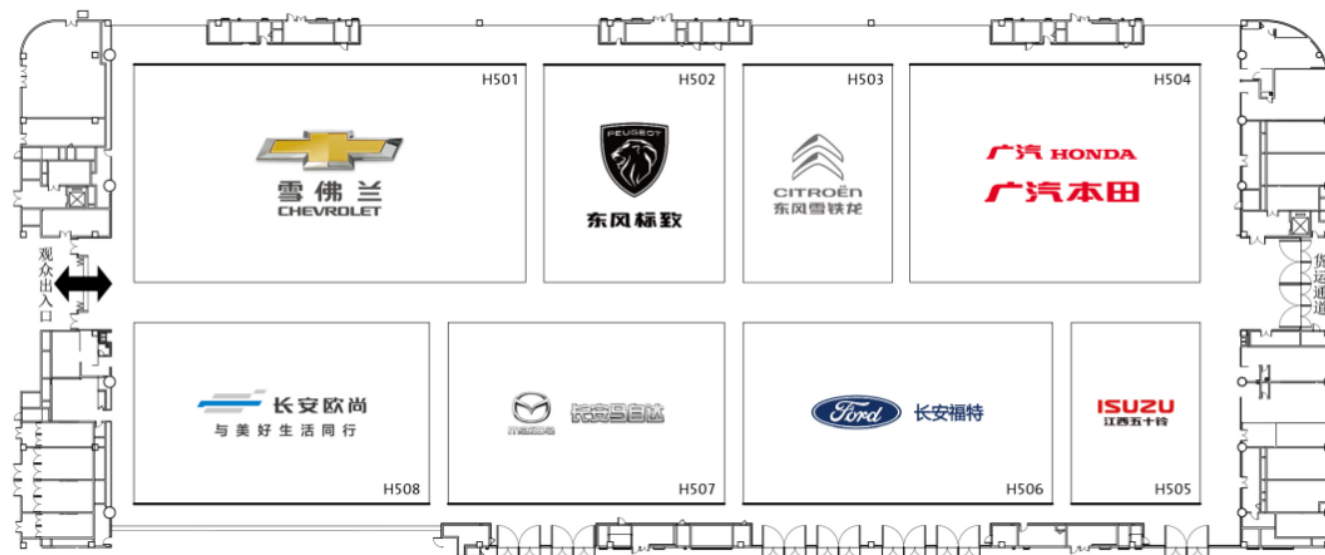 H501
H502
H503
H504
雪佛兰
CHEVROLET
PEUGEOT
东风标致
CITROËN
东风雪铁龙
广汽 HONDA
广汽本田
观众出入口
货运通道
长安欧尚
与美好生活同行
mazda
长安马自达
Ford
长安福特
ISUZU
江西五十铃
H508
H507
H506
H505